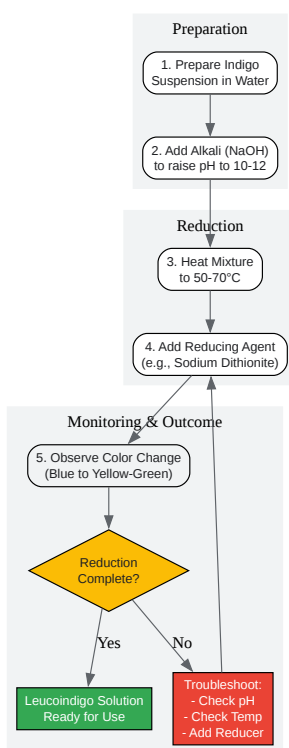 Preparation
1. Prepare Indigo
Suspension in Water
2. Add Alkali (NaOH)
to raise pH to 10-12
Reduction
3. Heat Mixture
to 50-70°C
4. Add Reducing Agent
(e.g., Sodium Dithionite)
Monitoring & Outcome
5. Observe Color Change
(Blue to Yellow-Green)
Reduction
Complete?
Yes
No
Leucoindigo Solution
Ready for Use
Troubleshoot:
- Check pH
- Check Temp
- Add Reducer